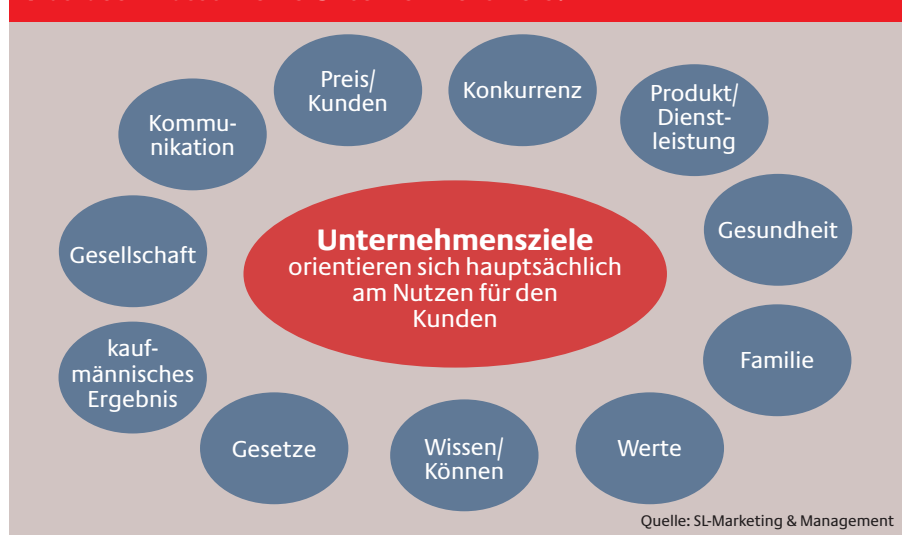 Preis/
Kunden
Konkurrenz
Produkt/
Dienst-
leistung
Kommu-
nikation
Gesundheit
Gesellschaft
Unternehmensziele
orientieren sich hauptsächlich
am Nutzen für den
Kunden
kauf-
männisches
Ergebnis
Familie
Gesetze
Wissen/
Können
Werte
Quelle: SL-Marketing & Management